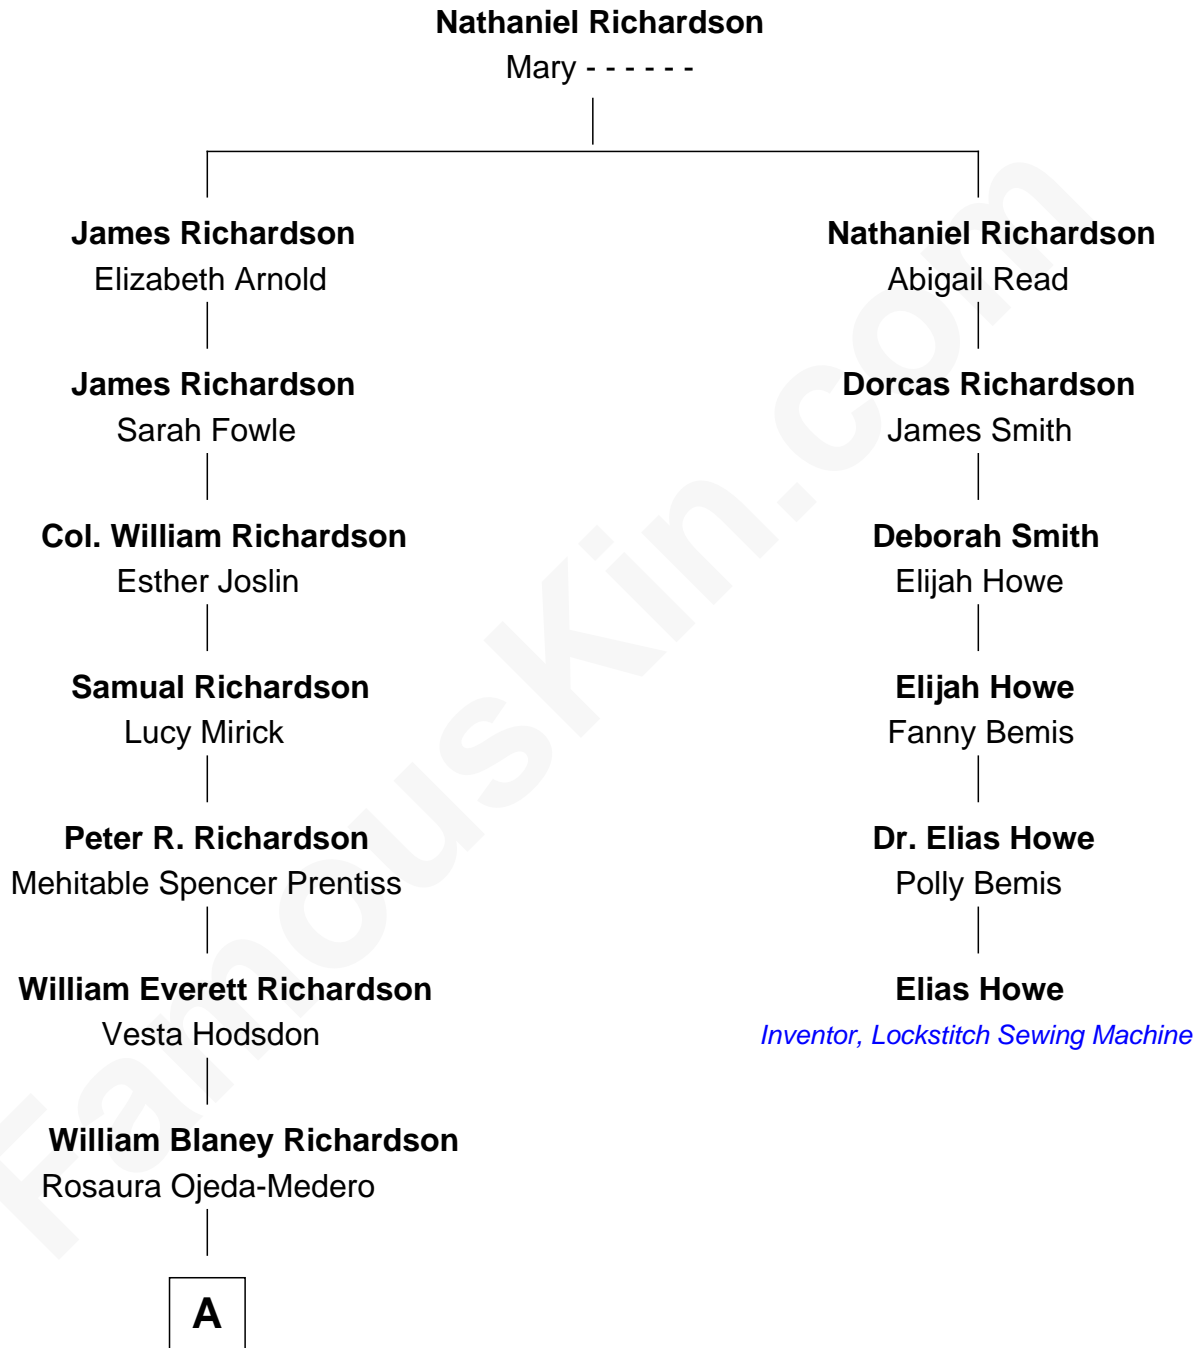 Nathaniel Richardson
Mary - - - - - -
James Richardson
Elizabeth Arnold
Nathaniel Richardson
Abigail Read
James Richardson
Sarah Fowle
Dorcas Richardson
James Smith
Col. William Richardson
Esther Joslin
Deborah Smith
Elijah Howe
Samual Richardson
Lucy Mirick
Elijah Howe
Fanny Bemis
Peter R. Richardson
Mehitable Spencer Prentiss
Dr. Elias Howe
Polly Bemis
William Everett Richardson
Vesta Hodsdon
Elias Howe
Inventor, Lockstitch Sewing Machine
William Blaney Richardson
Rosaura Ojeda-Medero
A
FamousKin.com